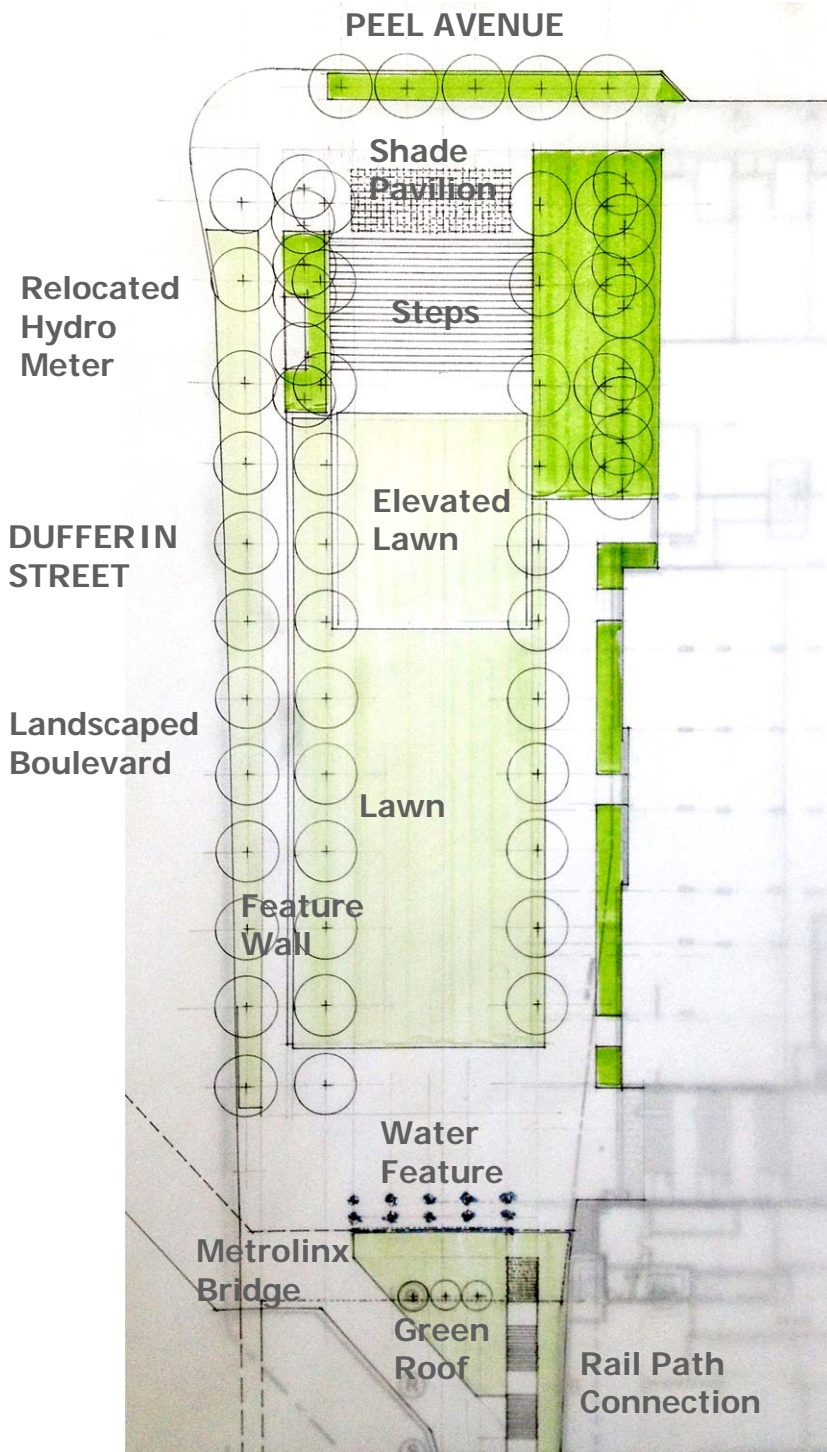 PEEL AVENUE
Shade
Pavilion
Relocated
Hydro
Meter
Steps
Elevated
Lawn
DUFFERIN
STREET
Landscaped
Boulevard
Lawn
Feature
Wall
Water
Feature
Metrolinx
Bridge
Green
Roof
Rail Path
Connection
R